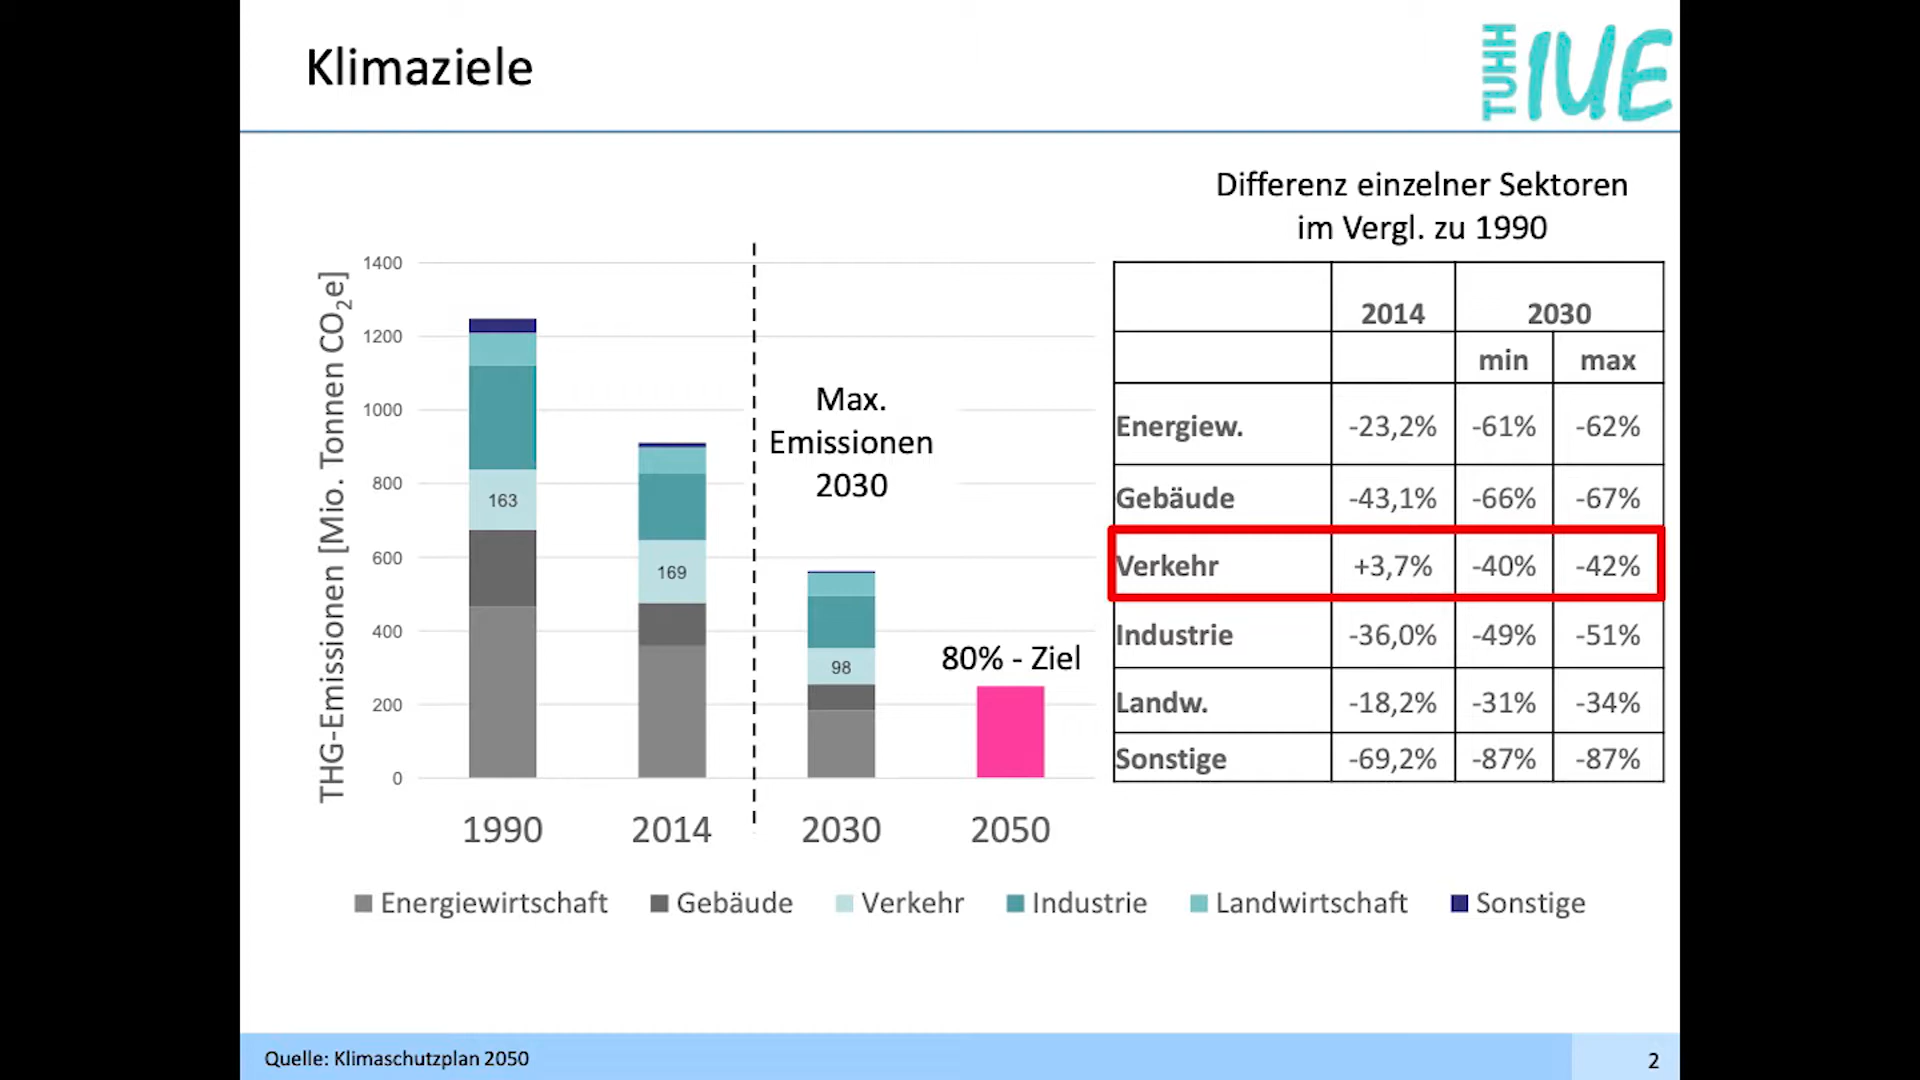 Klimaziele
TUHH
IUE
Differenz einzelner Sektoren
im Vergl. zu 1990
THG-Emissionen [Mio. Tonnen CO₂e]
1400
1200
1000
800
600
400
200
0
163
169
98
Max.
Emissionen
2030
80% - Ziel
1990 2014 2030 2050
Energiewirtschaft Gebäude Verkehr Industrie Landwirtschaft Sonstige
2014 2030
min max
Energiew. -23,2% -61% -62%
Gebäude -43,1% -66% -67%
Verkehr +3,7% -40% -42%
Industrie -36,0% -49% -51%
Landw. -18,2% -31% -34%
Sonstige -69,2% -87% -87%
Quelle: Klimaschutzplan 2050
2